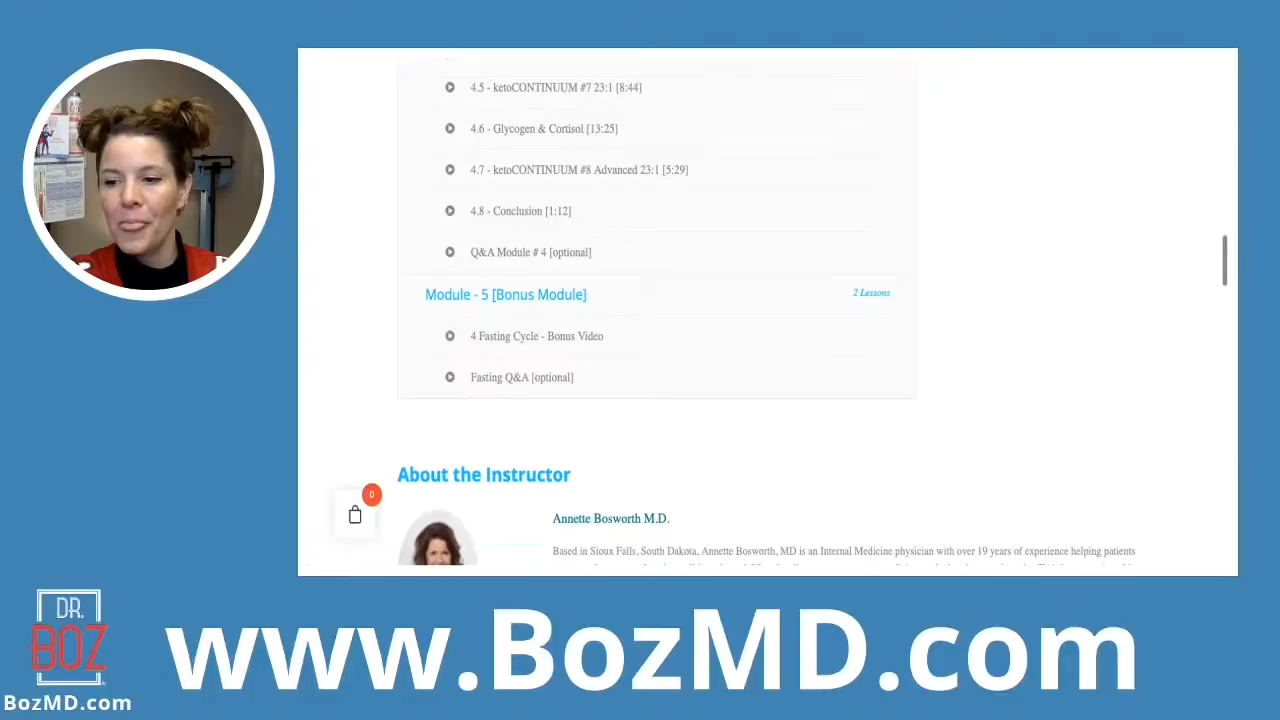 4.5 - ketoCONTINUUM #7 23:1 [8:44]
4.6 - Glycogen & Cortisol [13:25]
4.7 - ketoCONTINUUM #8 Advanced 23:1 [5:29]
4.8 - Conclusion [1:12]
Q&A Module # 4 [optional]
Module - 5 [Bonus Module]
2 Lessons
4 Fasting Cycle - Bonus Video
Fasting Q&A [optional]
About the Instructor
0
Annette Bosworth M.D.
Based in Sioux Falls, South Dakota, Annette Bosworth, MD is an Internal Medicine physician with over 19 years of experience helping patients
DR.
BOZ
BozMD.com
www.BozMD.com